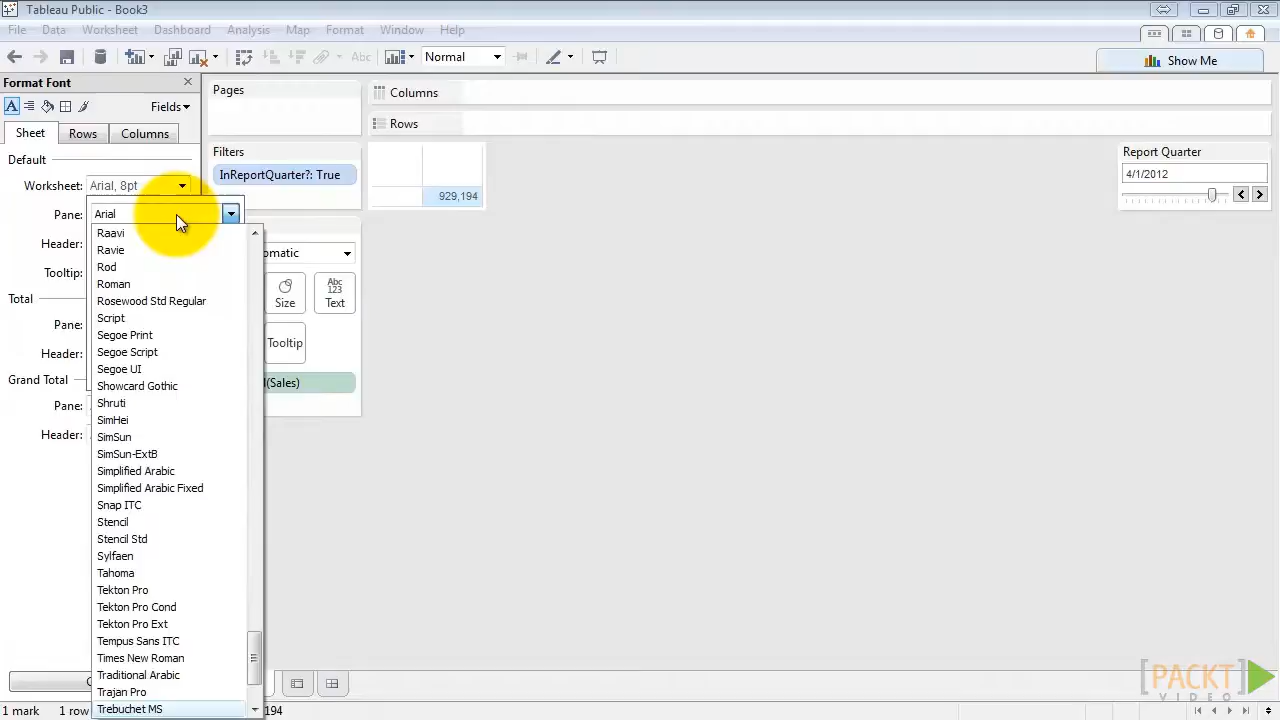 Tableau Public - Book3
File Data Worksheet Dashboard Analysis Map Format Window Help
Abc Normal Show Me
Format Font
Fields
Sheet Rows Columns
Default
Worksheet: Arial, 8pt
Pane: Arial
Header:
Tooltip:
Total
Pane:
Header:
Grand Total
Pane:
Header:
Raavi
Ravie
Rod
Roman
Rosewood Std Regular
Script
Segoe Print
Segoe Script
Segoe UI
Showcard Gothic
Shruti
SimHei
SimSun
SimSun-ExtB
Simplified Arabic
Simplified Arabic Fixed
Snap ITC
Stencil
Stencil Std
Sylfaen
Tahoma
Tekton Pro
Tekton Pro Cond
Tekton Pro Ext
Tempus Sans ITC
Times New Roman
Traditional Arabic
Trajan Pro
Trebuchet MS
Pages
Filters
InReportQuarter?: True
omatic
Size
Abc
123
Text
Tooltip
(Sales)
Columns
Rows
929,194
Report Quarter
4/1/2012
1 mark 1 row 194
[PACKT]
VIDEO